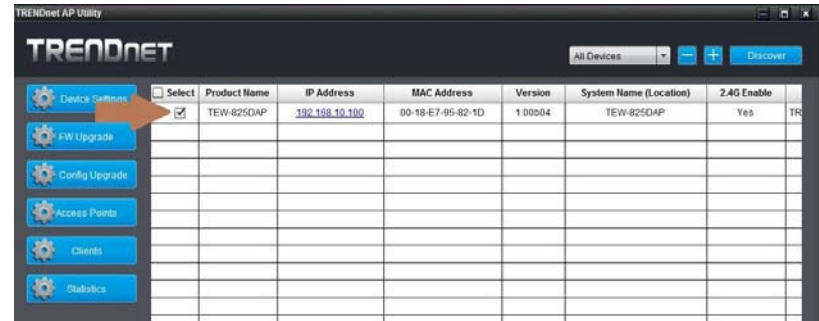 TRENDnet AP Utility
TRENDnet
All Devices
Discover
Device Settings
FW Upgrade
Config Upgrade
Access Points
Clients
Statistics
Select Product Name IP Address MAC Address Version System Name (Location) 2.4G Enable
TEW-825DAP 192.168.10.100 00-18-E7-95-82-1D 1.00b04 TEW-825DAP Yes TR